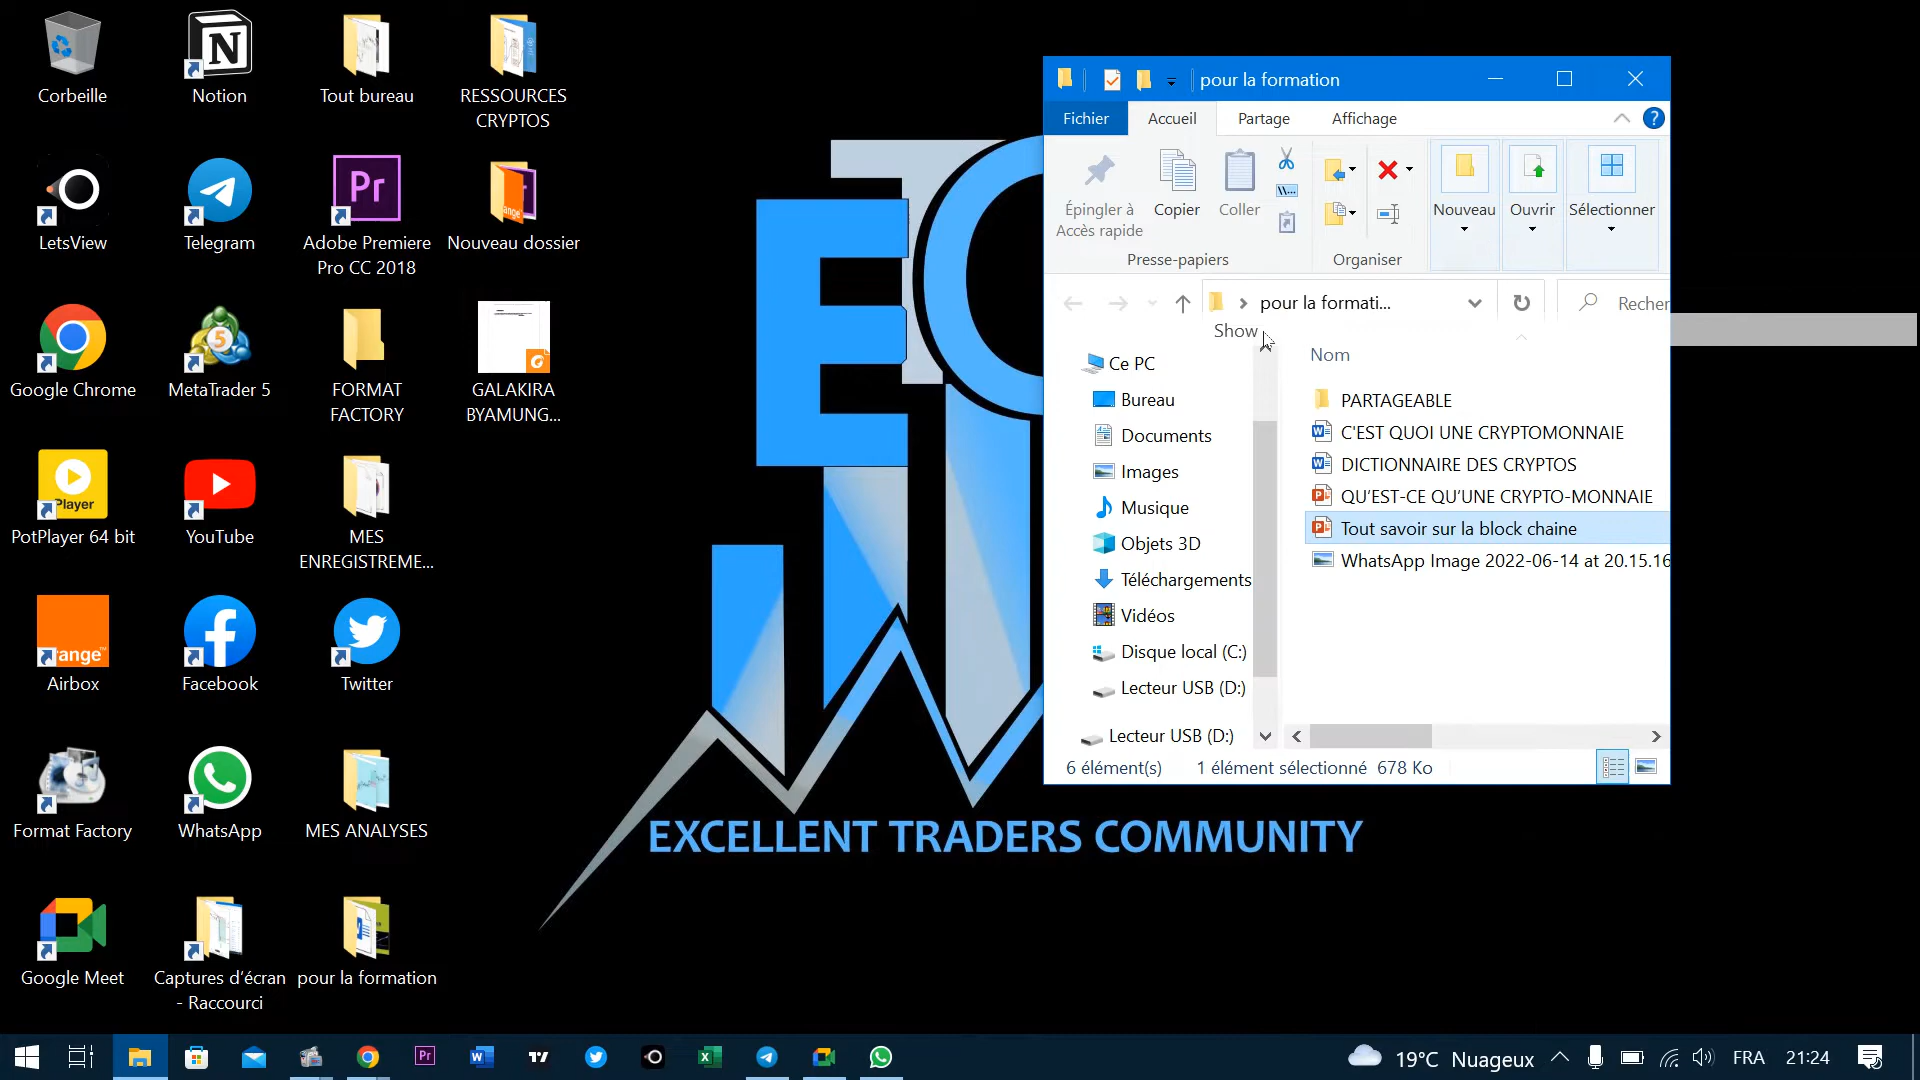 Corbeille
Notion
Tout bureau
RESSOURCES
CRYPTOS
LetsView
Telegram
Adobe Premiere
Pro CC 2018
Nouveau dossier
Google Chrome
MetaTrader 5
FORMAT
FACTORY
GALAKIRA
BYAMUNG...
Player
PotPlayer 64 bit
YouTube
MES
ENREGISTREME...
range
Airbox
Facebook
Twitter
Format Factory
WhatsApp
MES ANALYSES
Google Meet
Captures d'écran
- Raccourci
pour la formation
EXCELLENT TRADERS COMMUNITY
pour la formation
Fichier
Accueil
Partage
Affichage
Épingler à
Accès rapide
Copier
Coller
Nouveau
Ouvrir
Sélectionner
Presse-papiers
Organiser
pour la formati...
Recher
Show
Nom
Ce PC
Bureau
Documents
Images
Musique
Objets 3D
Téléchargements
Vidéos
Disque local (C:)
Lecteur USB (D:)
Lecteur USB (D:)
PARTAGEABLE
C'EST QUOI UNE CRYPTOMONNAIE
DICTIONNAIRE DES CRYPTOS
QU'EST-CE QU'UNE CRYPTO-MONNAIE
Tout savoir sur la block chaine
WhatsApp Image 2022-06-14 at 20.15.16
6 élément(s)
1 élément sélectionné 678 Ko
19°C Nuageux
FRA
21:24